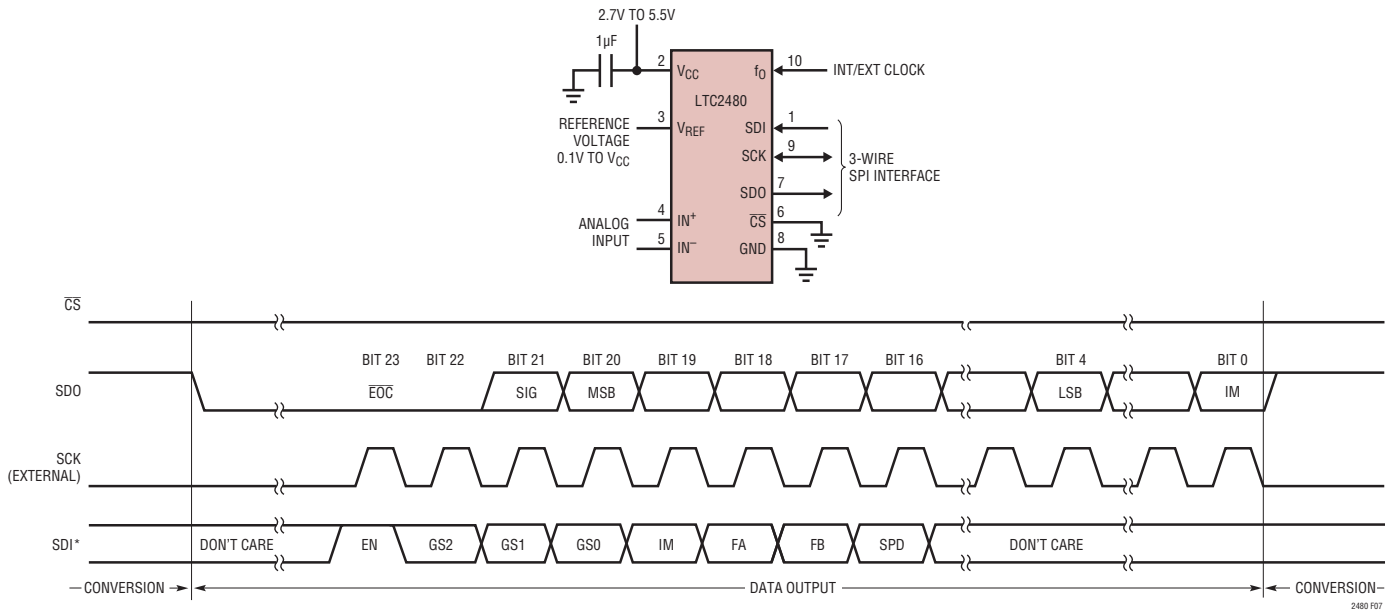 2.7V TO 5.5V
1µF
2
VCC
fO
10
INT/EXT CLOCK
LTC2480
REFERENCE
VOLTAGE
0.1V TO VCC
3
VREF
SDI
1
SCK
9
3-WIRE
SPI INTERFACE
SDO
7
ANALOG
INPUT
4
IN+
5
IN–
CS
6
GND
8
CS
BIT 23 BIT 22 BIT 21 BIT 20 BIT 19 BIT 18 BIT 17 BIT 16 BIT 4 BIT 0
SDO EOC SIG MSB LSB IM
SCK
(EXTERNAL)
SDI* DON'T CARE EN GS2 GS1 GS0 IM FA FB SPD DON'T CARE
CONVERSION DATA OUTPUT CONVERSION
2480 F07